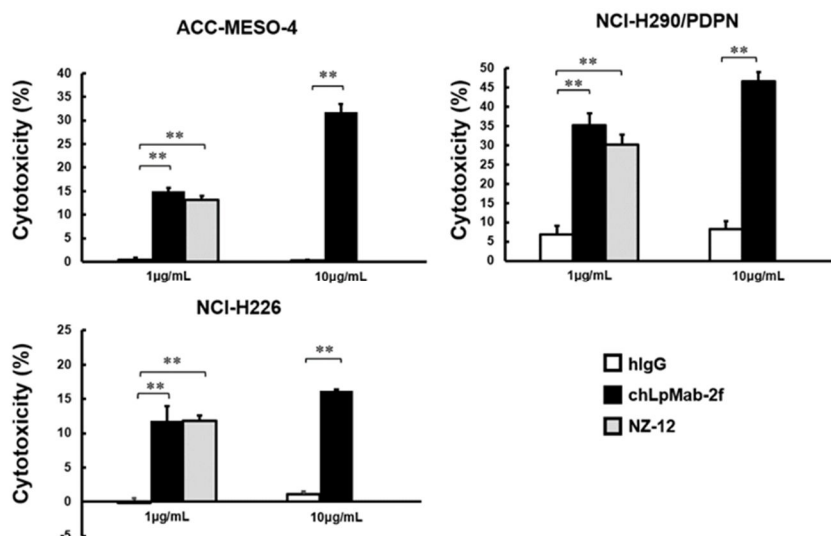 ACC-MESO-4
Cytotoxicity (%)
40
35
30
25
20
15
10
5
0
**
**
**
1µg/mL
10µg/mL
NCI-H290/PDPN
Cytotoxicity (%)
50
45
40
35
30
25
20
15
10
5
0
**
**
**
1µg/mL
10µg/mL
NCI-H226
Cytotoxicity (%)
25
20
15
10
5
0
-5
**
**
**
1µg/mL
10µg/mL
hIgG
chLpMab-2f
NZ-12